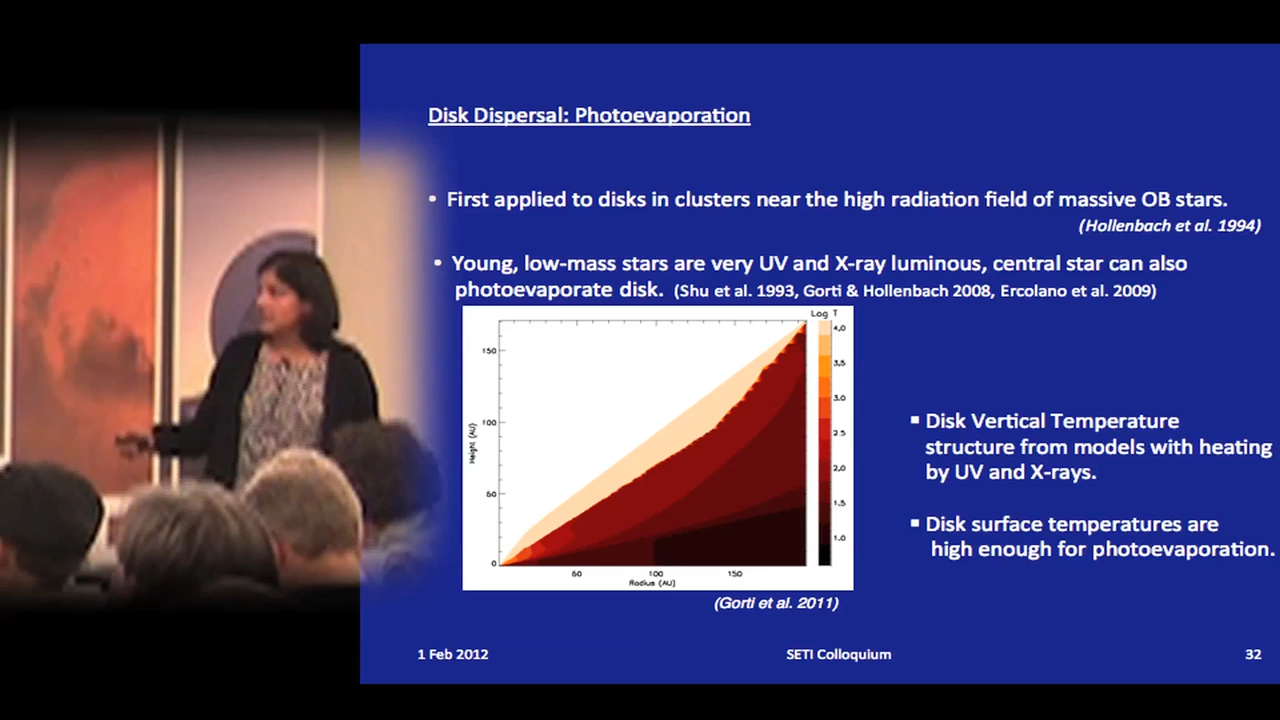 Disk Dispersal: Photoevaporation
• First applied to disks in clusters near the high radiation field of massive OB stars.
(Hollenbach et al. 1994)
• Young, low-mass stars are very UV and X-ray luminous, central star can also
photoevaporate disk. (Shu et al. 1993, Gorti & Hollenbach 2008, Ercolano et al. 2009)
Log T
4.0
3.5
3.0
2.5
2.0
1.5
1.0
Height (AU)
150
100
50
0
50 100 150
Radius (AU)
(Gorti et al. 2011)
▪ Disk Vertical Temperature
structure from models with heating
by UV and X-rays.
▪ Disk surface temperatures are
high enough for photoevaporation.
1 Feb 2012 SETI Colloquium 32